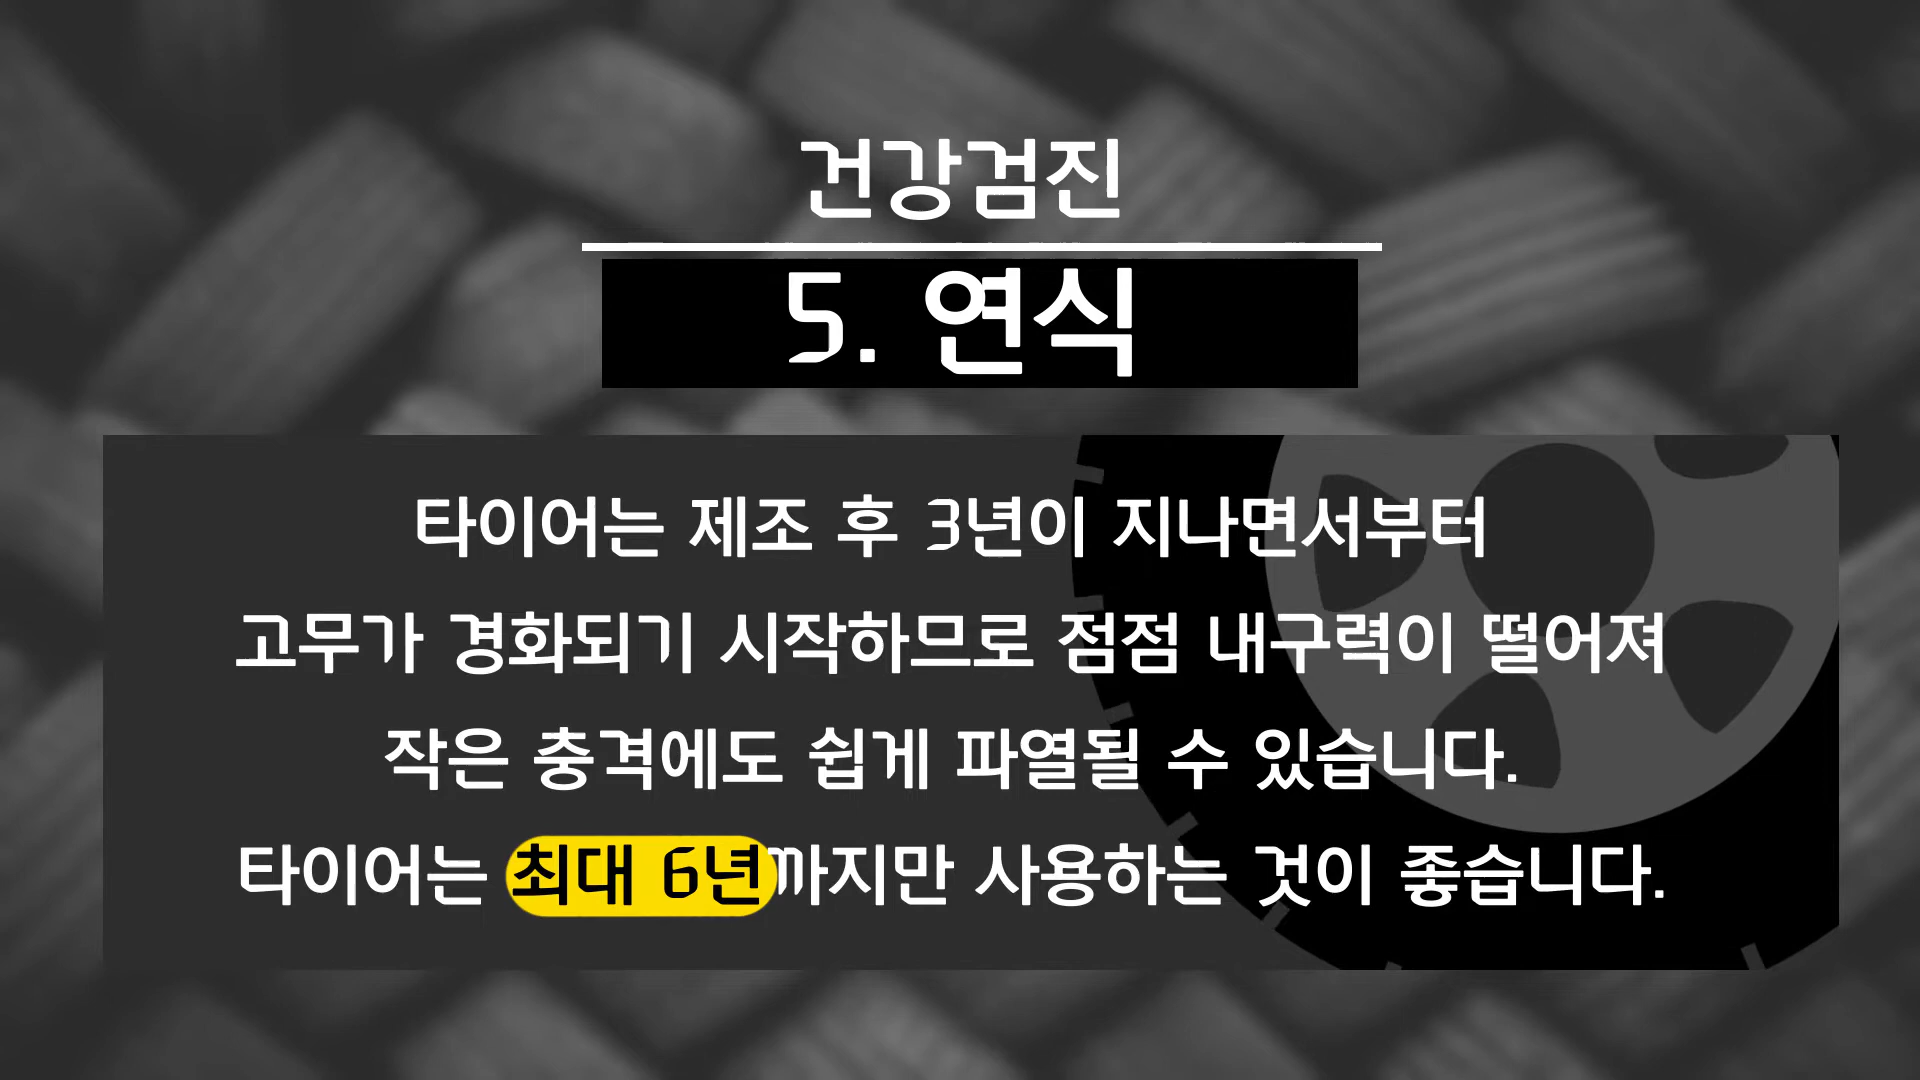 건강검진
5. 연식
타이어는 제조 후 3년이 지나면서부터
고무가 경화되기 시작하므로 점점 내구력이 떨어져
작은 충격에도 쉽게 파열될 수 있습니다.
타이어는 최대 6년까지만 사용하는 것이 좋습니다.